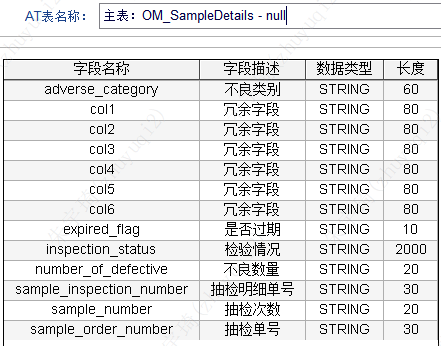 AT表名称： 主表：OM_SampleDetails - null
字段名称 字段描述 数据类型 长度
adverse_category 不良类别 STRING 60
col1 冗余字段 STRING 80
col2 冗余字段 STRING 80
col3 冗余字段 STRING 80
col4 冗余字段 STRING 80
col5 冗余字段 STRING 80
col6 冗余字段 STRING 80
expired_flag 是否过期 STRING 10
inspection_status 检验情况 STRING 2000
number_of_defective 不良数量 STRING 20
sample_inspection_number 抽检明细单号 STRING 30
sample_number 抽检次数 STRING 20
sample_order_number 抽检单号 STRING 30